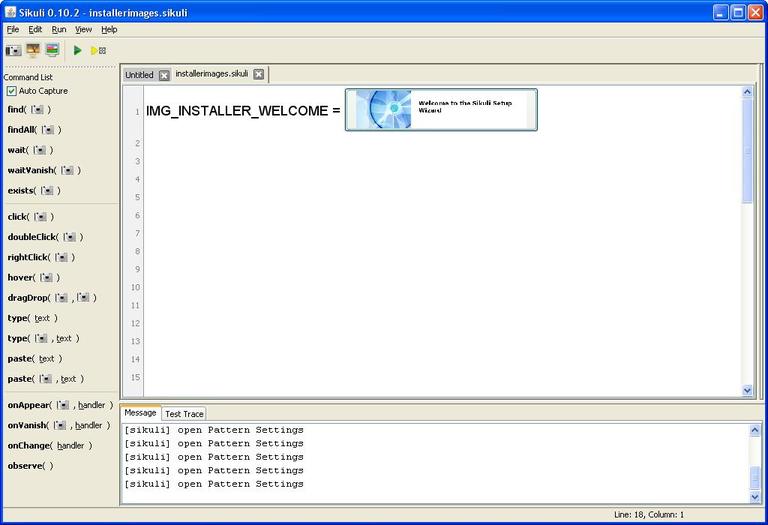 Sikuli 0.10.2 - installerimages.sikuli
File Edit Run View Help
Command List
Auto Capture
find( )
findAll( )
wait( )
waitVanish( )
exists( )
click( )
doubleClick( )
rightClick( )
hover( )
dragDrop( , )
type( text )
type( , text )
paste( text )
paste( , text )
onAppear( , handler )
onVanish( , handler )
onChange( handler )
observe( )
Untitled installerimages.sikuli
1 IMG_INSTALLER_WELCOME =
Welcome to the Sikuli Setup
Wizard
2
3
4
5
6
7
8
9
10
11
12
13
14
15
Message Test Trace
[sikuli] open Pattern Settings
[sikuli] open Pattern Settings
[sikuli] open Pattern Settings
[sikuli] open Pattern Settings
[sikuli] open Pattern Settings
Line: 18, Column: 1